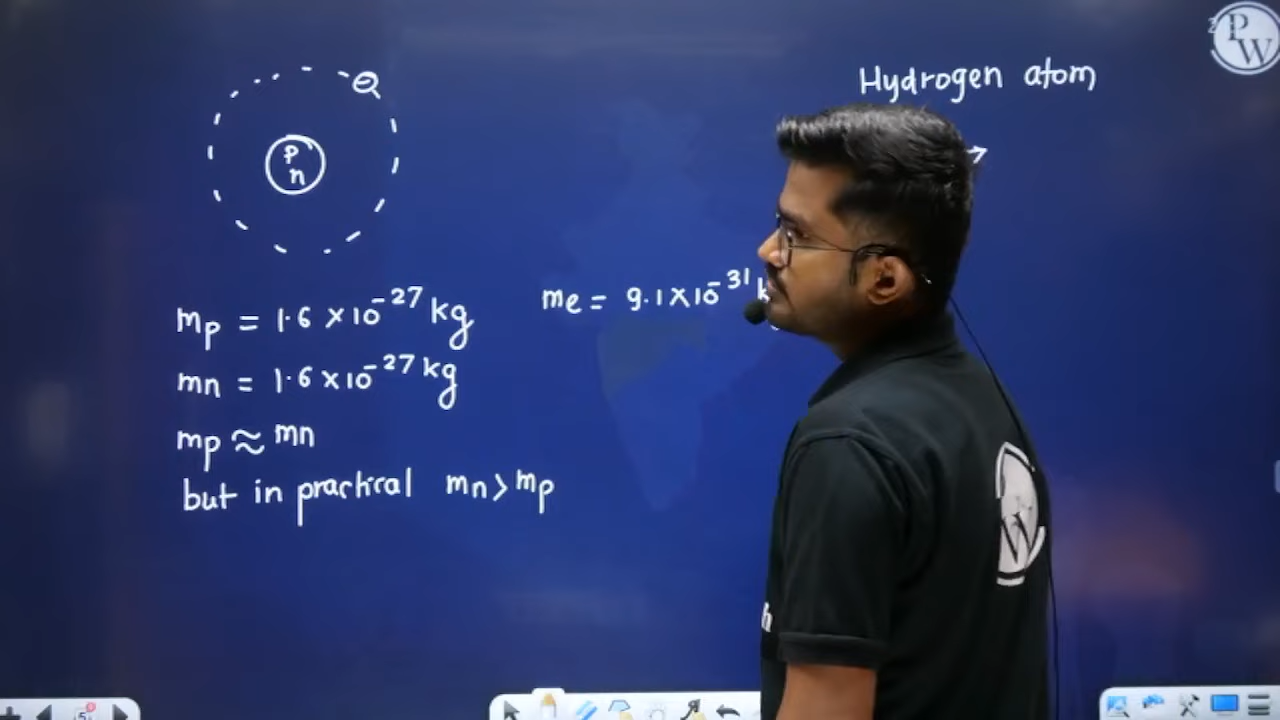 P
n
Hydrogen atom
mp = 1.6 × 10⁻²⁷ kg
me = 9.1 × 10⁻³¹ k
mn = 1.6 × 10⁻²⁷ kg
mp ≈ mn
but in practical mn > mp
PW
W
h